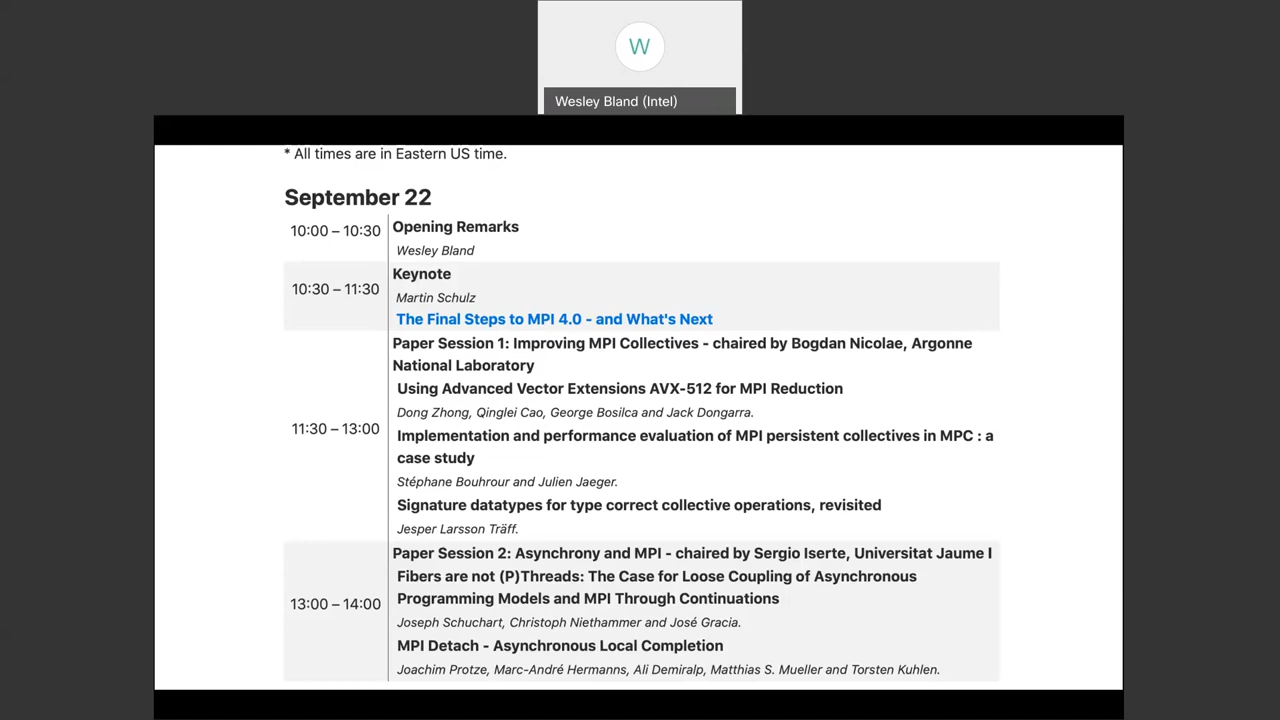 W
Wesley Bland (Intel)
* All times are in Eastern US time.
September 22
10:00 – 10:30
Opening Remarks
Wesley Bland
10:30 – 11:30
Keynote
Martin Schulz
The Final Steps to MPI 4.0 - and What's Next
11:30 – 13:00
Paper Session 1: Improving MPI Collectives - chaired by Bogdan Nicolae, Argonne
National Laboratory
Using Advanced Vector Extensions AVX-512 for MPI Reduction
Dong Zhong, Qinglei Cao, George Bosilca and Jack Dongarra.
Implementation and performance evaluation of MPI persistent collectives in MPC : a
case study
Stéphane Bouhrour and Julien Jaeger.
Signature datatypes for type correct collective operations, revisited
Jesper Larsson Träff.
13:00 – 14:00
Paper Session 2: Asynchrony and MPI - chaired by Sergio Iserte, Universitat Jaume I
Fibers are not (P)Threads: The Case for Loose Coupling of Asynchronous
Programming Models and MPI Through Continuations
Joseph Schuchart, Christoph Niethammer and José Gracia.
MPI Detach - Asynchronous Local Completion
Joachim Protze, Marc-André Hermanns, Ali Demiralp, Matthias S. Mueller and Torsten Kuhlen.